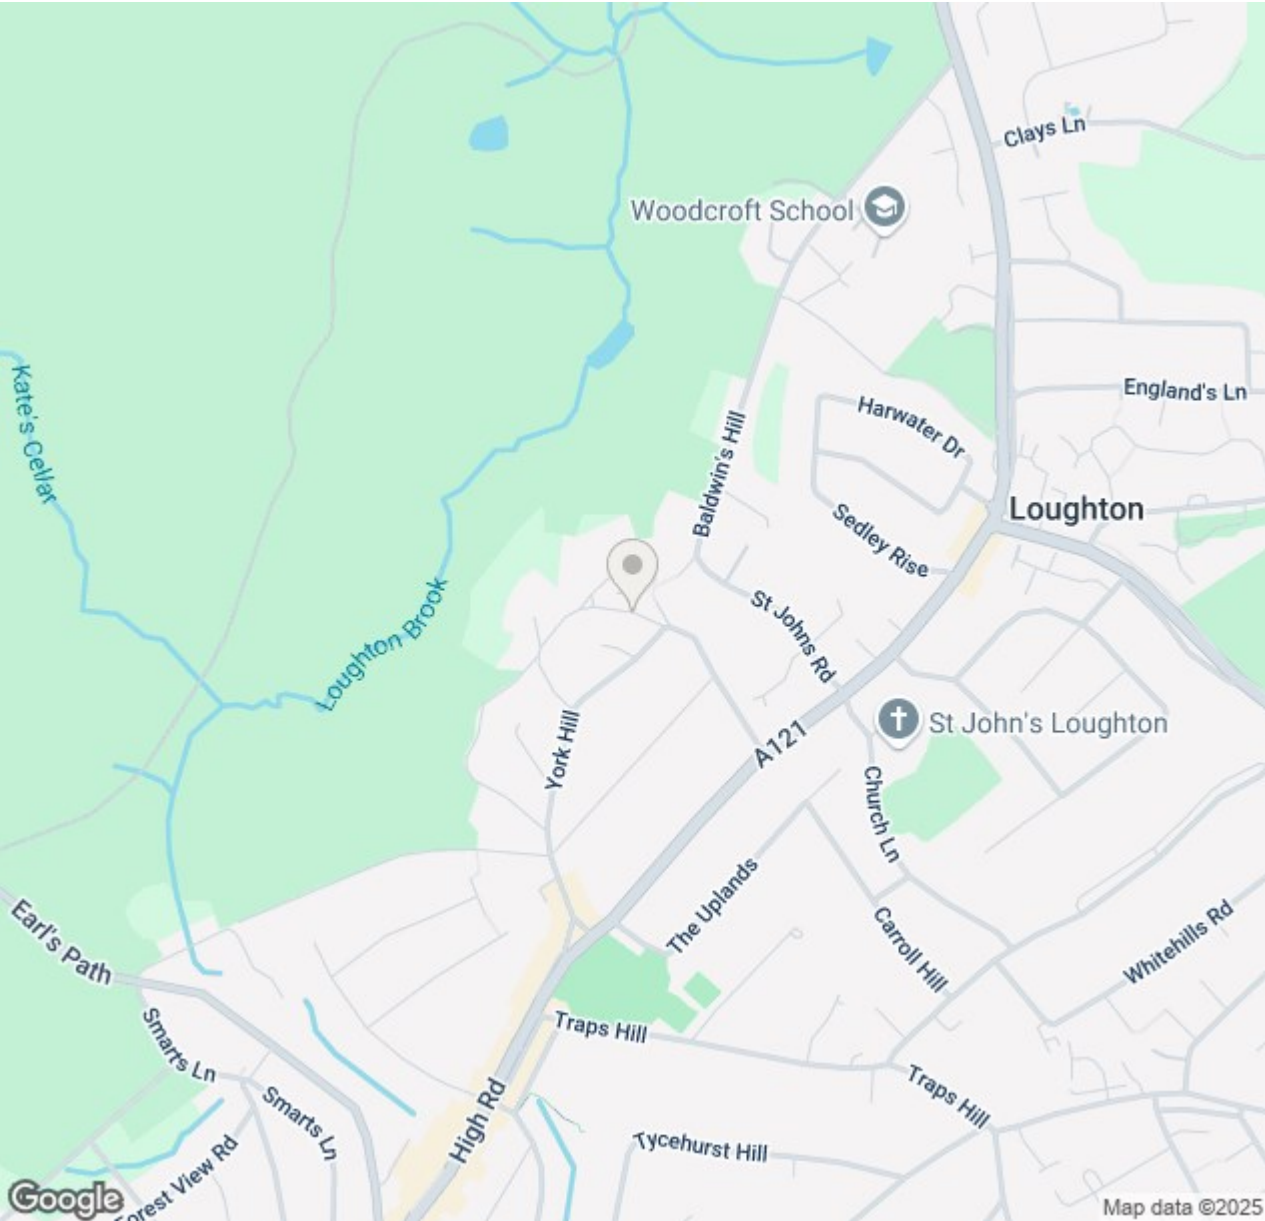 Clays Ln
Woodcroft School
Kate's Cellar
England's Ln
Harwater Dr
Baldwin's Hill
Loughton
Sedley Rise
St Johns Rd
Loughton Brook
St John's Loughton
York Hill
A121
Church Ln
The Uplands
Earl's Path
Carroll Hill
Whitehills Rd
Smarts Ln
Traps Hill
Traps Hill
Smarts Ln
High Rd
Tycehurst Hill
Forest View Rd
Google
Map data ©2025